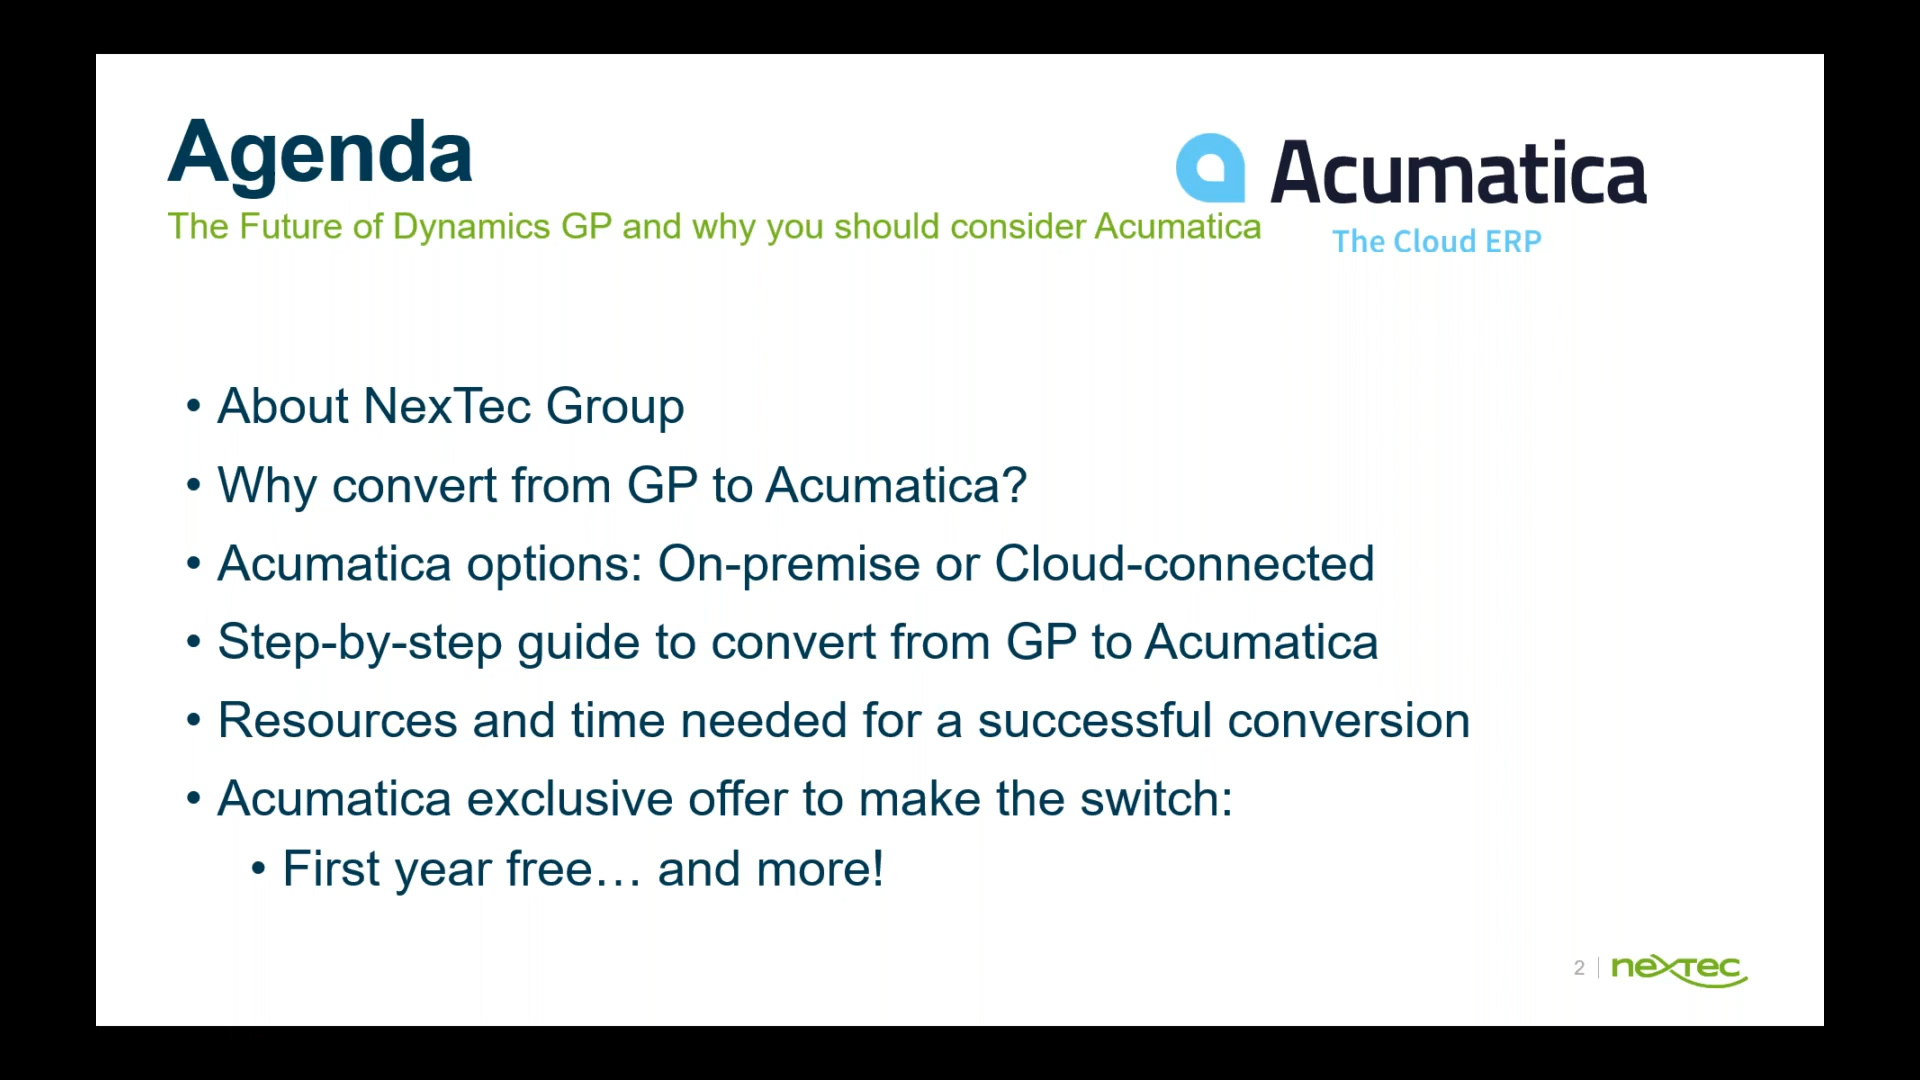 Agenda
Acumatica
The Future of Dynamics GP and why you should consider Acumatica
The Cloud ERP
• About NexTec Group
• Why convert from GP to Acumatica?
• Acumatica options: On-premise or Cloud-connected
• Step-by-step guide to convert from GP to Acumatica
• Resources and time needed for a successful conversion
• Acumatica exclusive offer to make the switch:
• First year free… and more!
2 | nexTec